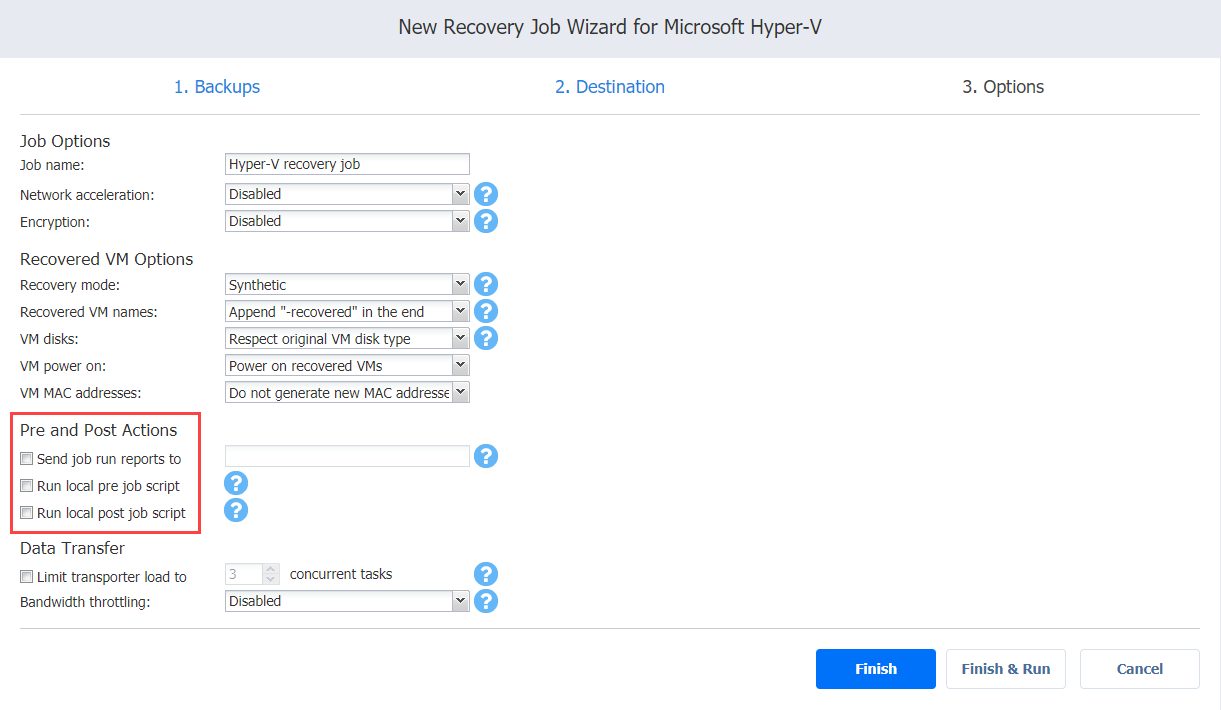 New Recovery Job Wizard for Microsoft Hyper-V
1. Backups 2. Destination 3. Options
Job Options
Job name: Hyper-V recovery job
Network acceleration: Disabled ?
Encryption: Disabled ?
Recovered VM Options
Recovery mode: Synthetic ?
Recovered VM names: Append "-recovered" in the end ?
VM disks: Respect original VM disk type ?
VM power on: Power on recovered VMs
VM MAC addresses: Do not generate new MAC addresse
Pre and Post Actions
Send job run reports to ?
Run local pre job script ?
Run local post job script ?
Data Transfer
Limit transporter load to 3 concurrent tasks ?
Bandwidth throttling: Disabled ?
Finish Finish & Run Cancel